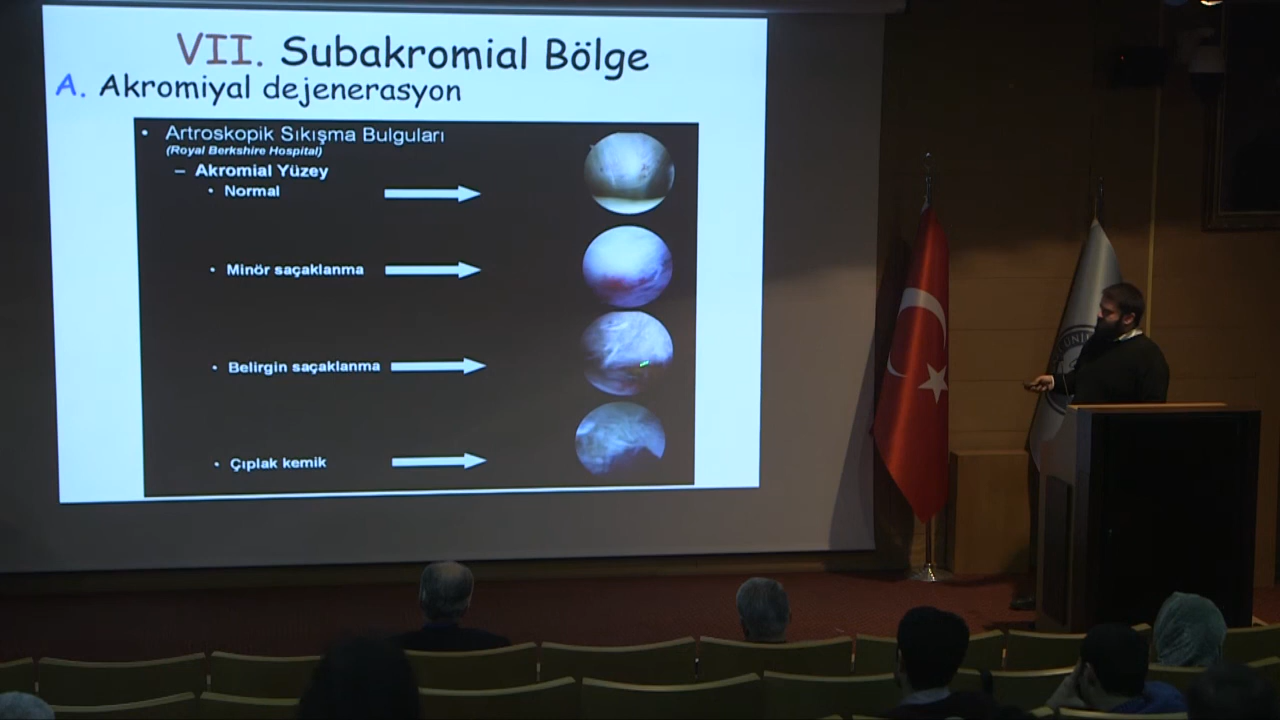 VII. Subakromial Bölge
A. Akromiyal dejenerasyon
• Artroskopik Sıkışma Bulguları
(Royal Berkshire Hospital)
– Akromial Yüzey
• Normal
• Minör saçaklanma
• Belirgin saçaklanma
• Çıplak kemik